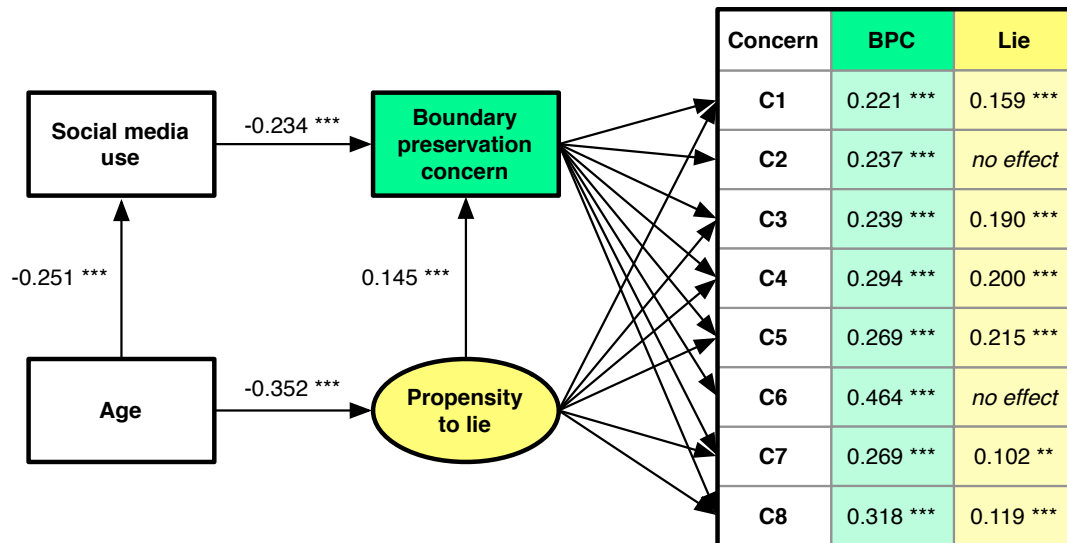 Social media
use
-0.234 ***
Boundary
preservation
concern
-0.251 ***
0.145 ***
Age
-0.352 ***
Propensity
to lie
Concern BPC Lie
C1 0.221 *** 0.159 ***
C2 0.237 *** no effect
C3 0.239 *** 0.190 ***
C4 0.294 *** 0.200 ***
C5 0.269 *** 0.215 ***
C6 0.464 *** no effect
C7 0.269 *** 0.102 **
C8 0.318 *** 0.119 ***